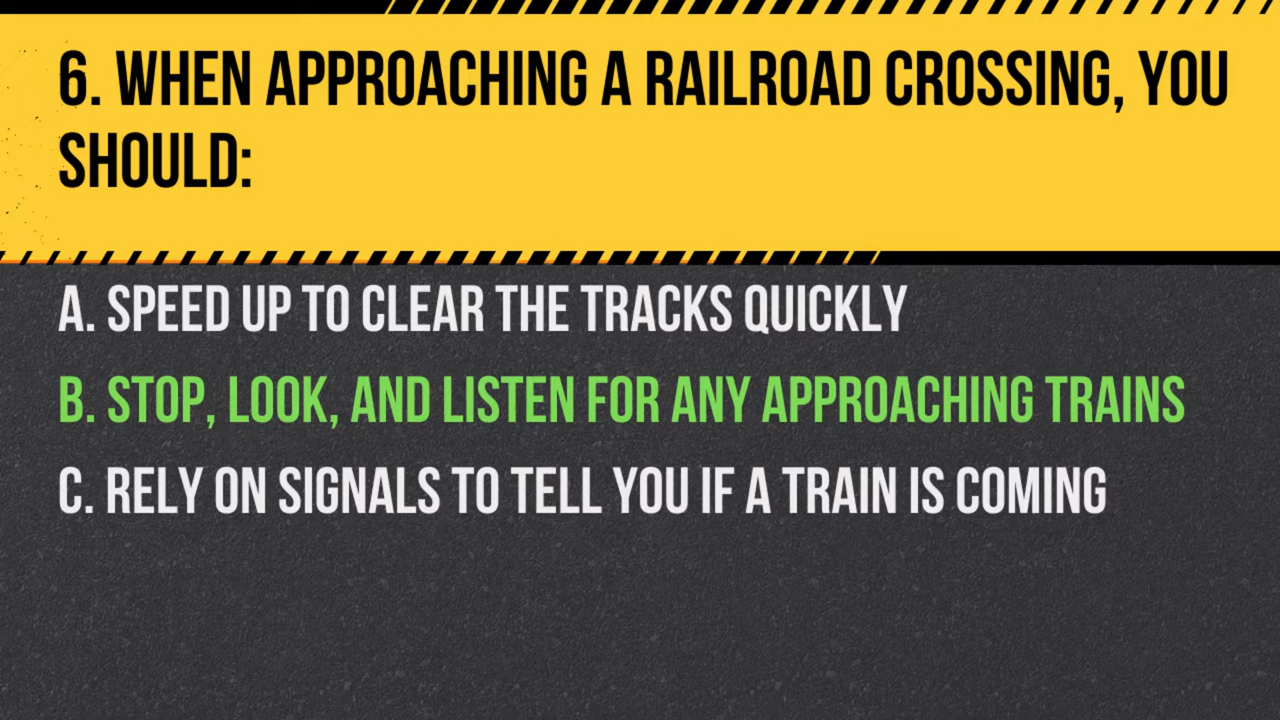 6. WHEN APPROACHING A RAILROAD CROSSING, YOU
SHOULD:
A. SPEED UP TO CLEAR THE TRACKS QUICKLY
B. STOP, LOOK, AND LISTEN FOR ANY APPROACHING TRAINS
C. RELY ON SIGNALS TO TELL YOU IF A TRAIN IS COMING